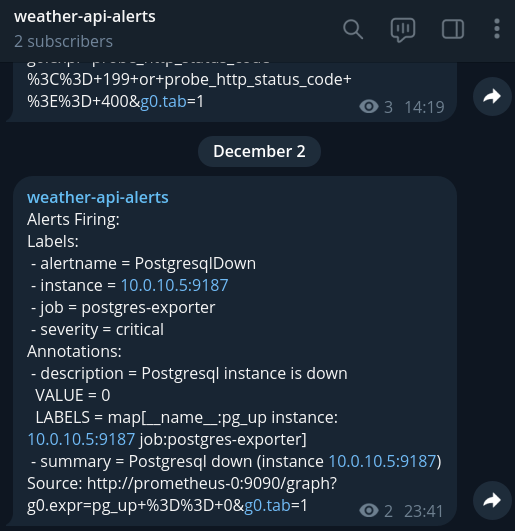 weather-api-alerts
2 subscribers
%3C%3D+199+or+probe_http_status_code+
%3E%3D+400&g0.tab=1
3 14:19
December 2
weather-api-alerts
Alerts Firing:
Labels:
- alertname = PostgresqlDown
- instance = 10.0.10.5:9187
- job = postgres-exporter
- severity = critical
Annotations:
- description = Postgresql instance is down
VALUE = 0
LABELS = map[__name__:pg_up instance:
10.0.10.5:9187 job:postgres-exporter]
- summary = Postgresql down (instance 10.0.10.5:9187)
Source: http://prometheus-0:9090/graph?
g0.expr=pg_up+%3D%3D+0&g0.tab=1
2 23:41